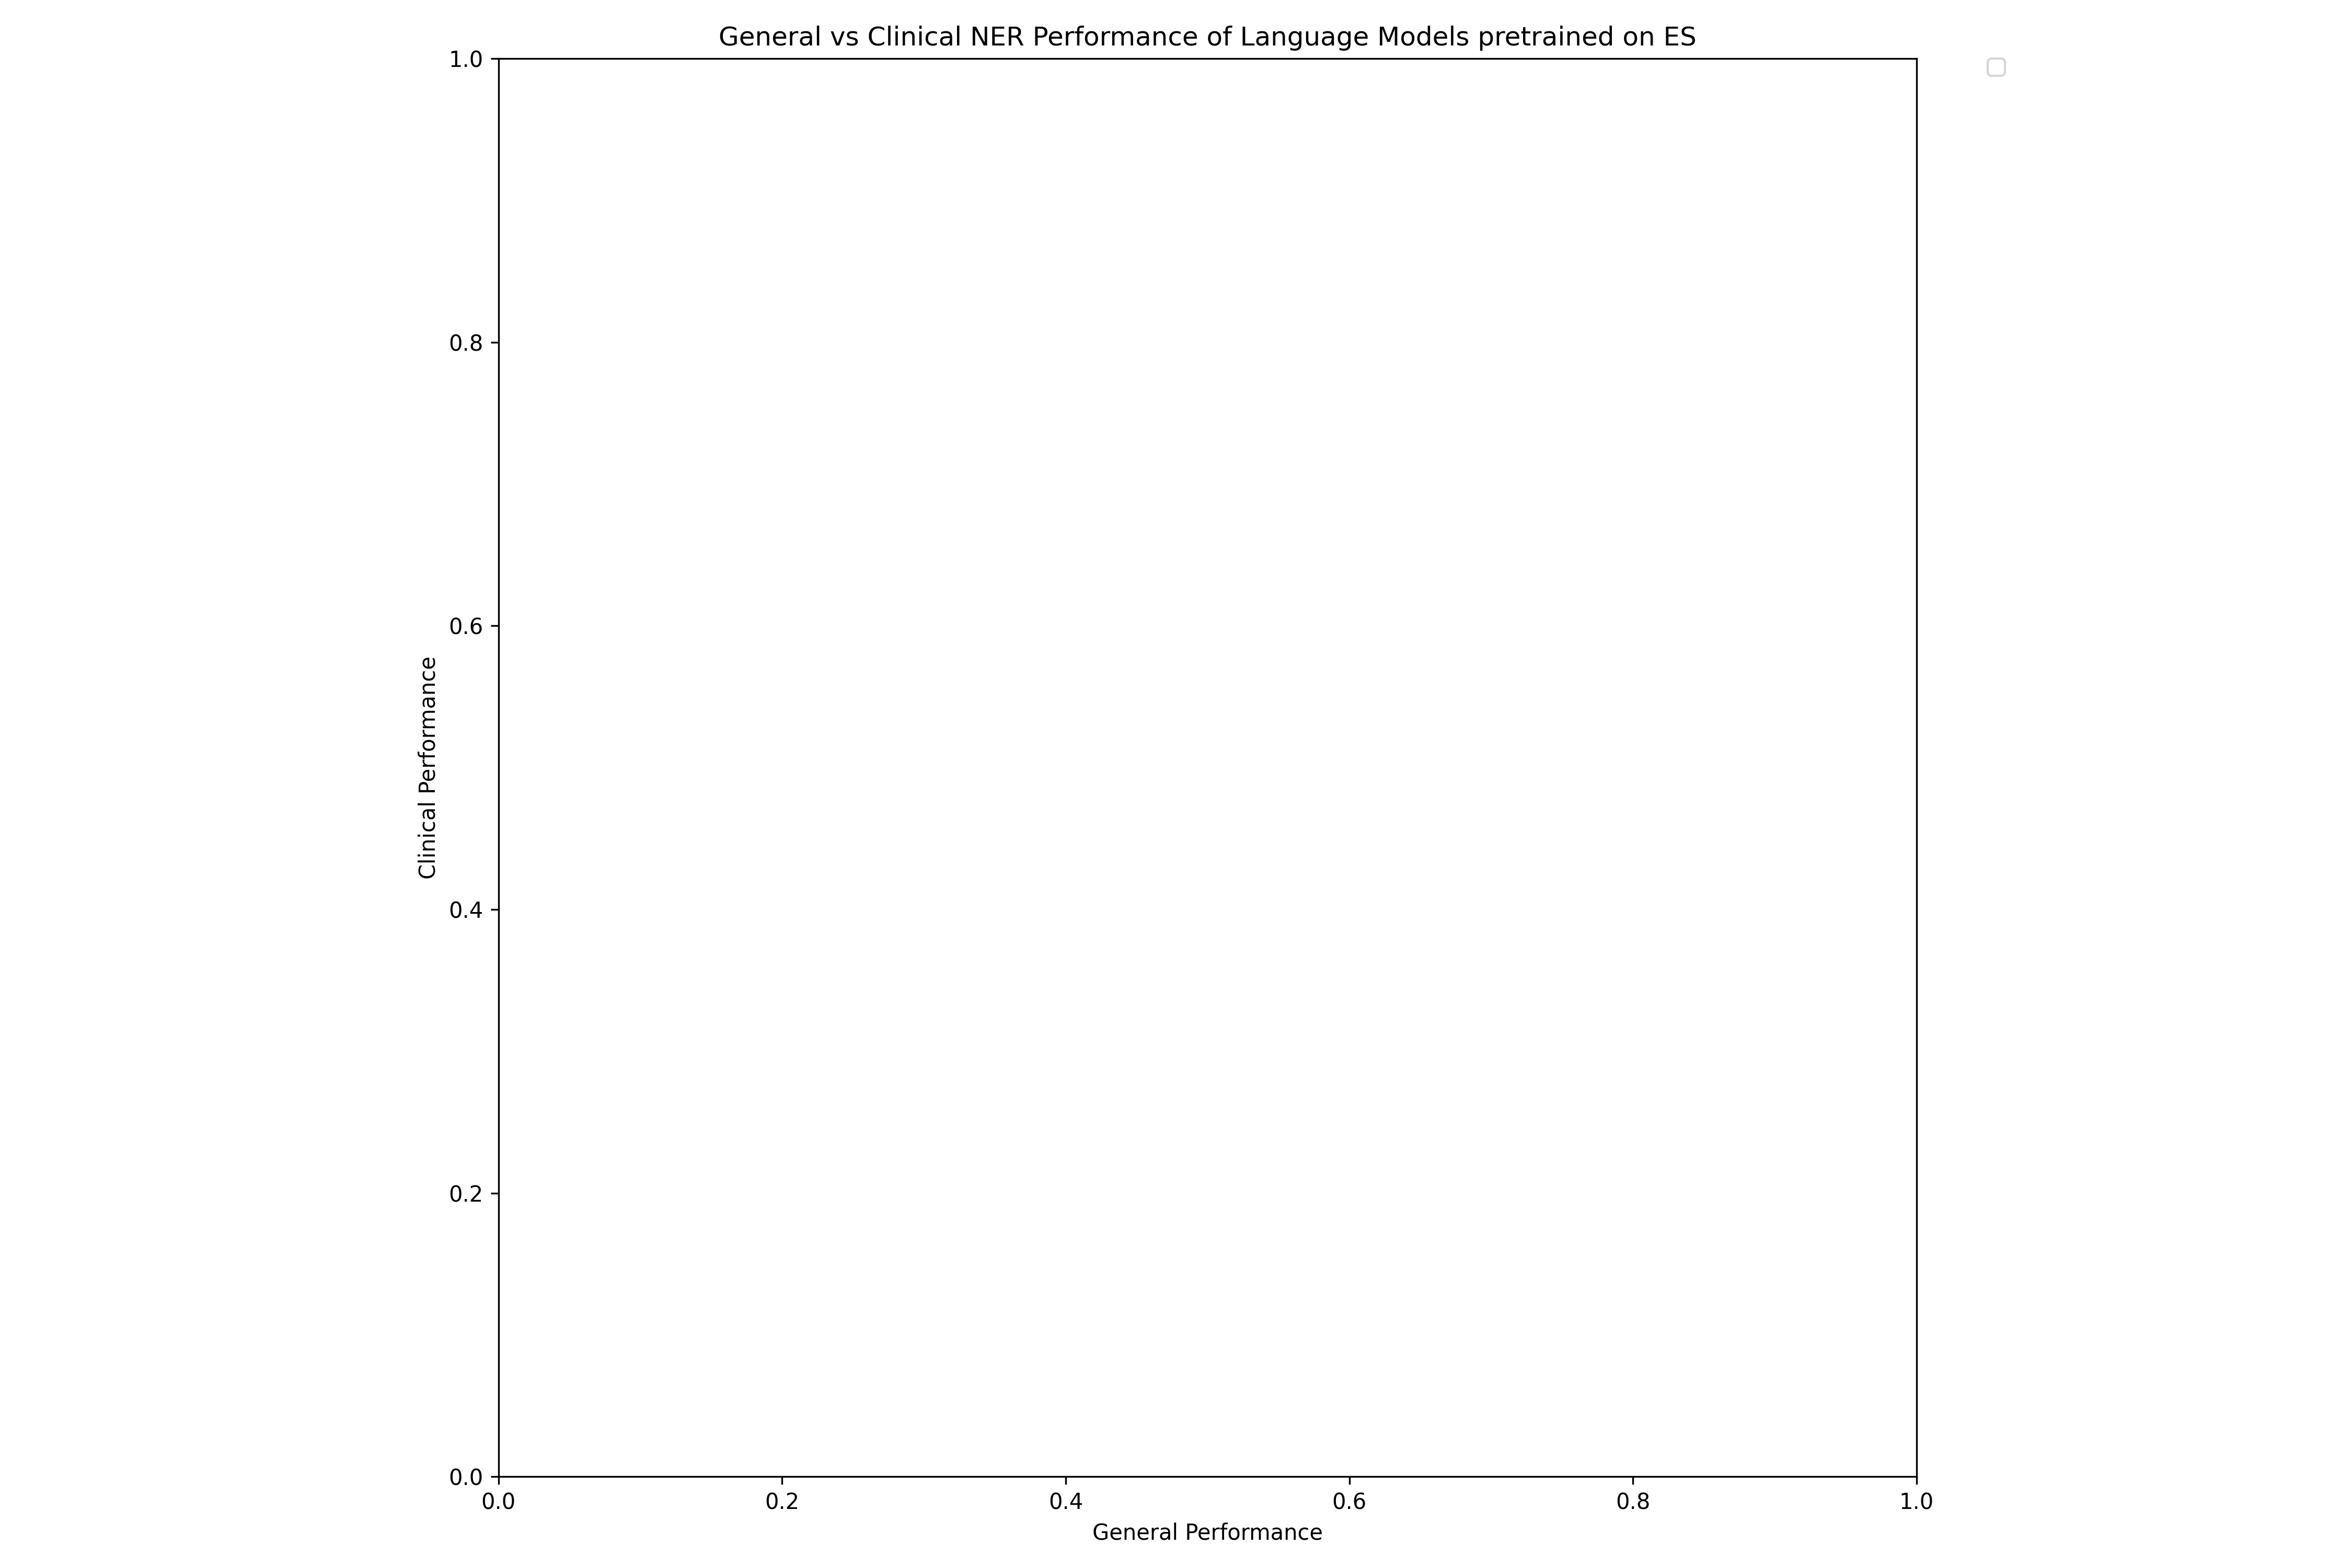 General vs Clinical NER Performance of Language Models pretrained on ES
1.0
0.8
0.6
0.4
0.2
0.0
Clinical Performance
0.0 0.2 0.4 0.6 0.8 1.0
General Performance